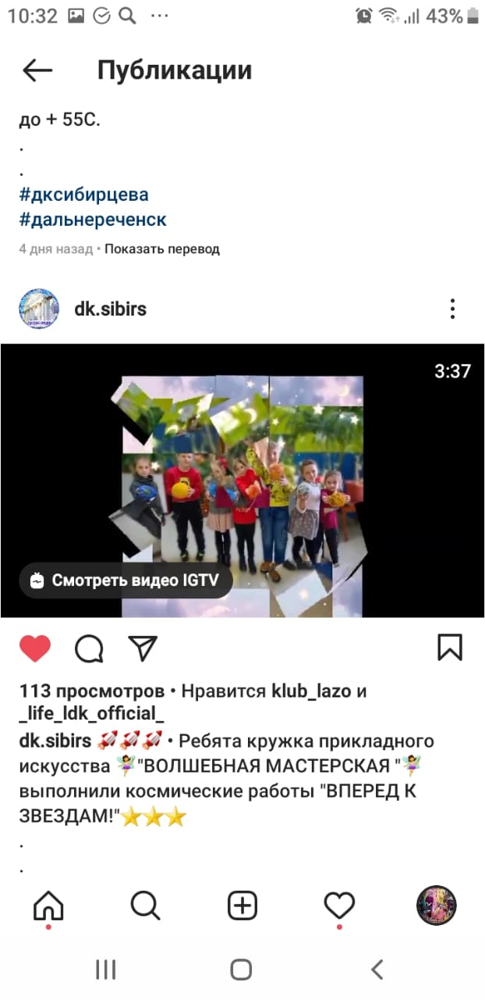 10:32 43%
Публикации
до + 55С.
.
.
#дксибирцева
#дальнереченск
4 дня назад • Показать перевод
dk.sibirs
3:37
Смотреть видео IGTV
113 просмотров • Нравится klub_lazo и
_life_ldk_official_
dk.sibirs 🚀🚀🚀 • Ребята кружка прикладного
искусства 🧚‍♀️"ВОЛШЕБНАЯ МАСТЕРСКАЯ "🧚‍♀️
выполнили космические работы "ВПЕРЕД К
ЗВЕЗДАМ!"⭐⭐⭐
.
.